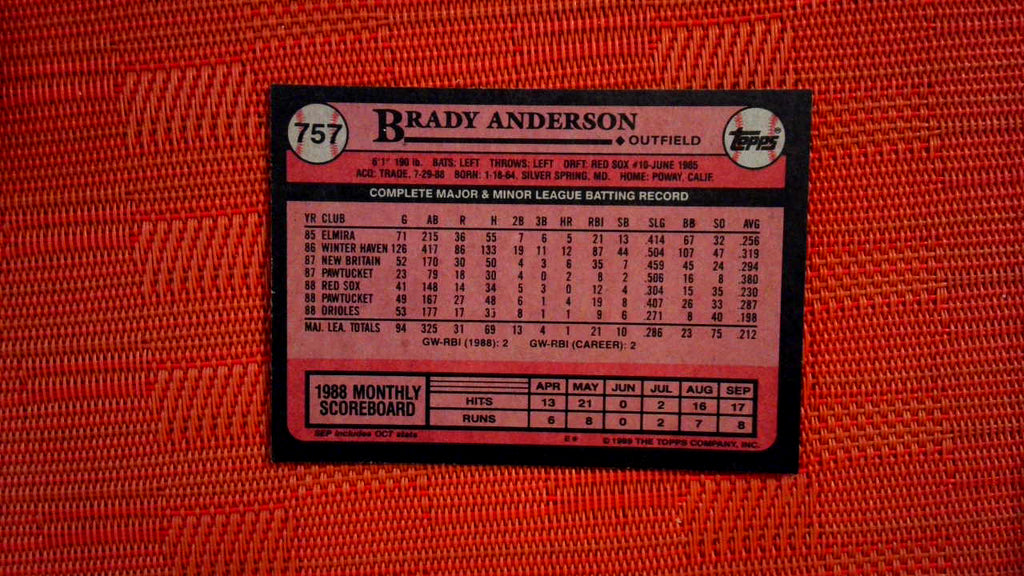 757
BRADY ANDERSON
OUTFIELD
Topps®
6'1" 190 lb. BATS: LEFT THROWS: LEFT DRFT: RED SOX #10-JUNE 1985
ACQ: TRADE, 7-29-88 BORN: 1-18-64, SILVER SPRING, MD. HOME: POWAY, CALIF.
COMPLETE MAJOR & MINOR LEAGUE BATTING RECORD
YR CLUB G AB R H 2B 3B HR RBI SB SLG BB SO AVG
85 ELMIRA 71 215 36 55 7 6 5 21 13 .414 67 32 .256
86 WINTER HAVEN 126 417 86 133 19 11 12 87 44 .504 107 47 .319
87 NEW BRITAIN 52 170 30 50 4 3 6 35 7 .459 45 24 .294
87 PAWTUCKET 23 79 18 30 4 0 2 8 2 .506 16 8 .380
88 RED SOX 41 148 14 34 5 3 0 12 4 .304 15 35 .230
88 PAWTUCKET 49 167 27 48 6 1 4 19 8 .407 26 33 .287
88 ORIOLES 53 177 17 35 8 1 1 9 6 .271 8 40 .198
MAJ. LEA. TOTALS 94 325 31 69 13 4 1 21 10 .286 23 75 .212
GW-RBI (1988): 2 GW-RBI (CAREER): 2
1988 MONTHLY SCOREBOARD
APR MAY JUN JUL AUG SEP
HITS 13 21 0 2 16 17
RUNS 6 8 0 2 7 8
SEP includes OCT stats
E* © 1989 THE TOPPS COMPANY, INC.